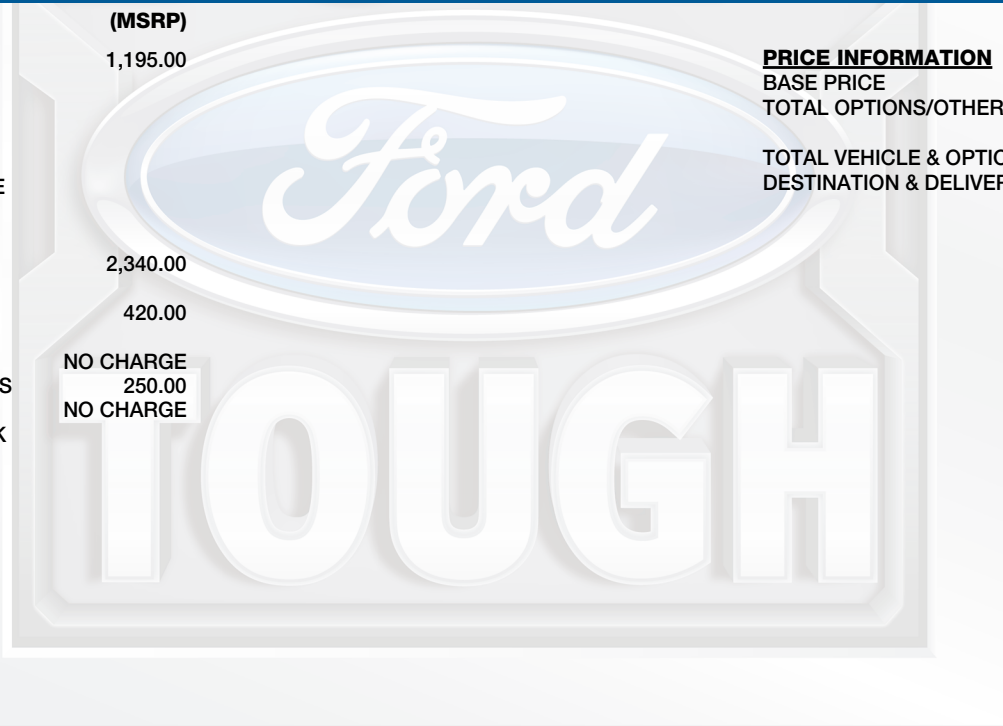 (MSRP)
1,195.00
E
2,340.00
420.00
NO CHARGE
S 250.00
NO CHARGE
K
PRICE INFORMATION
BASE PRICE
TOTAL OPTIONS/OTHER
TOTAL VEHICLE & OPTIO
DESTINATION & DELIVER
Ford
TOUGH